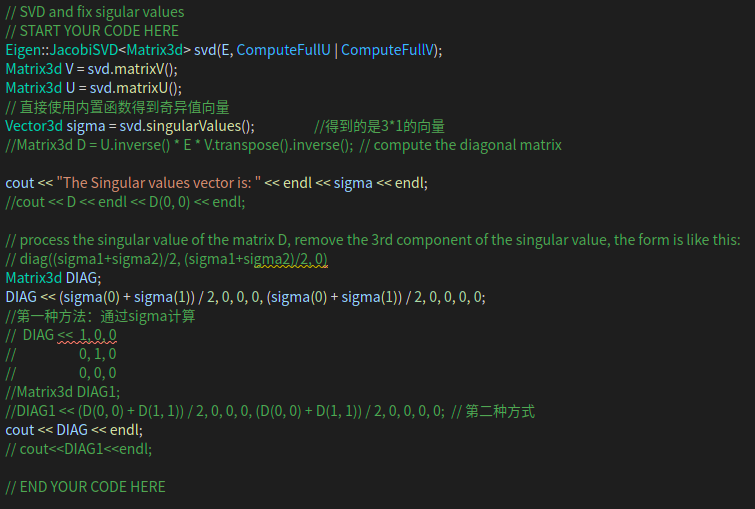 // SVD and fix sigular values
// START YOUR CODE HERE
Eigen::JacobiSVD<Matrix3d> svd(E, ComputeFullU | ComputeFullV);
Matrix3d V = svd.matrixV();
Matrix3d U = svd.matrixU();
// 直接使用内置函数得到奇异值向量
Vector3d sigma = svd.singularValues(); //得到的是3*1的向量
//Matrix3d D = U.inverse() * E * V.transpose().inverse(); // compute the diagonal matrix
cout << "The Singular values vector is: " << endl << sigma << endl;
//cout << D << endl << D(0, 0) << endl;
// process the singular value of the matrix D, remove the 3rd component of the singular value, the form is like this:
// diag((sigma1+sigma2)/2, (sigma1+sigma2)/2, 0)
Matrix3d DIAG;
DIAG << (sigma(0) + sigma(1)) / 2, 0, 0, 0, (sigma(0) + sigma(1)) / 2, 0, 0, 0, 0;
//第一种方法：通过sigma计算
// DIAG << 1, 0, 0
// 0, 1, 0
// 0, 0, 0
//Matrix3d DIAG1;
//DIAG1 << (D(0, 0) + D(1, 1)) / 2, 0, 0, 0, (D(0, 0) + D(1, 1)) / 2, 0, 0, 0, 0; // 第二种方式
cout << DIAG << endl;
// cout<<DIAG1<<endl;
// END YOUR CODE HERE